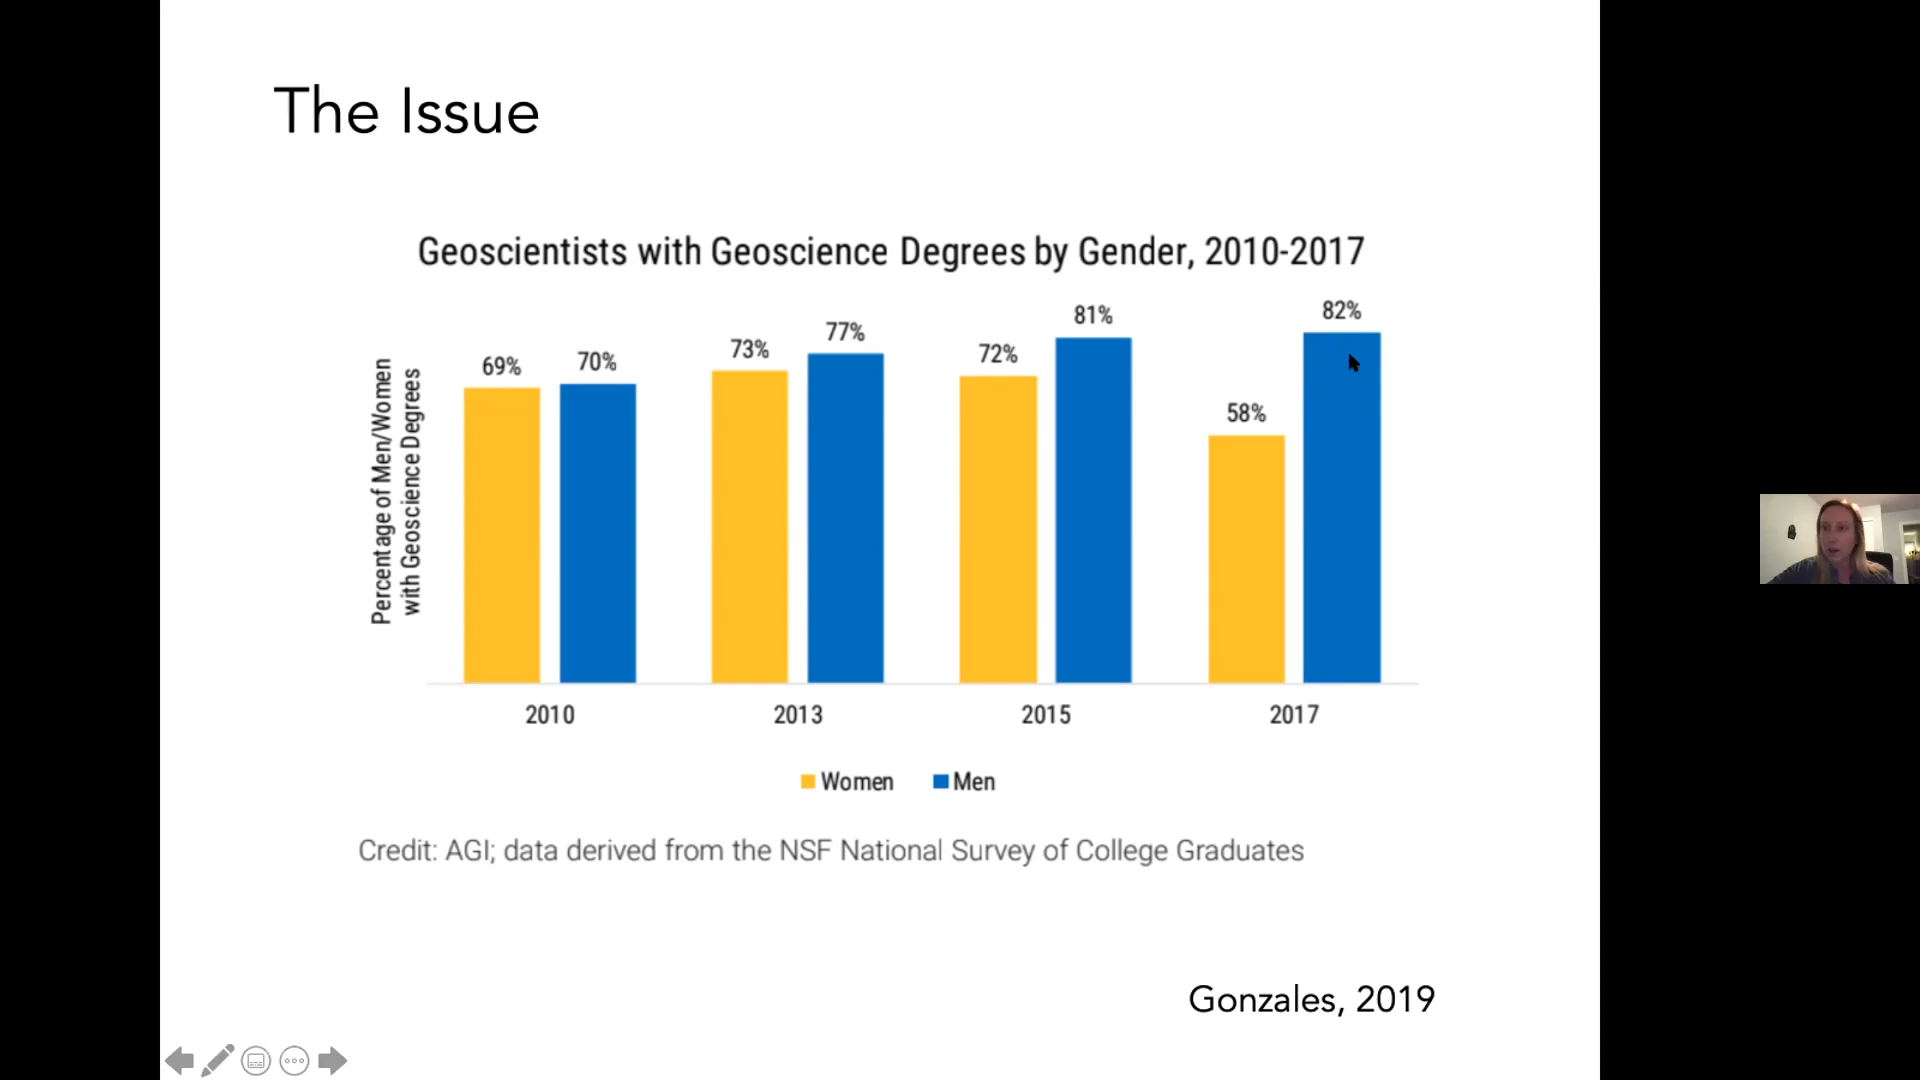 The Issue
Geoscientists with Geoscience Degrees by Gender, 2010-2017
Percentage of Men/Women
with Geoscience Degrees
69%
70%
73%
77%
72%
81%
58%
82%
2010
2013
2015
2017
Women
Men
Credit: AGI; data derived from the NSF National Survey of College Graduates
Gonzales, 2019